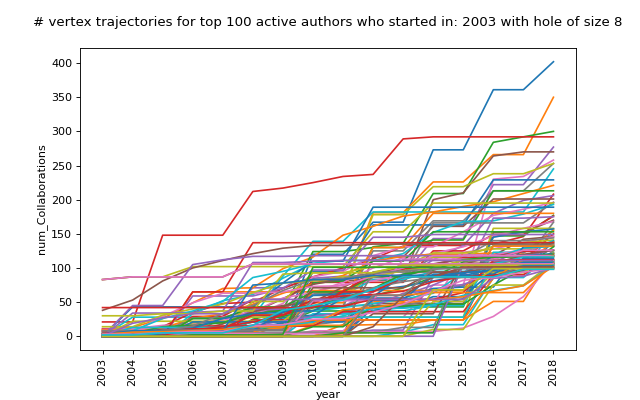 # vertex trajectories for top 100 active authors who started in: 2003 with hole of size 8
400
350
300
250
200
150
100
50
0
num_Collaborations
2003 2004 2005 2006 2007 2008 2009 2010 2011 2012 2013 2014 2015 2016 2017 2018
year